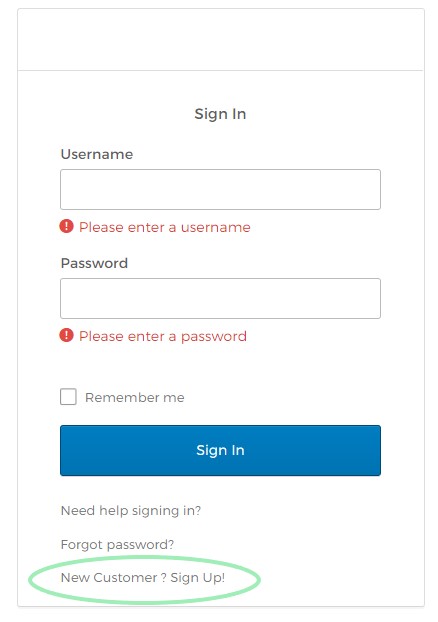 Sign In
Username
Please enter a username
Password
Please enter a password
Remember me
Sign In
Need help signing in?
Forgot password?
New Customer ? Sign Up!